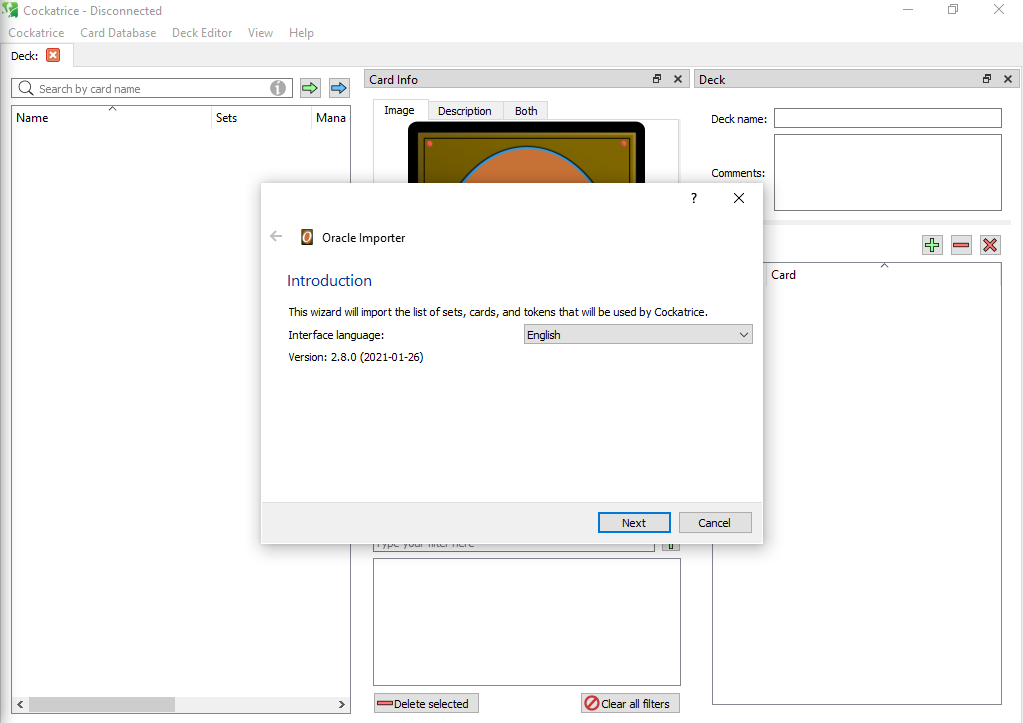 Cockatrice - Disconnected
Cockatrice Card Database Deck Editor View Help
Deck:
Search by card name
Name Sets Mana
Card Info
Image Description Both
Deck
Deck name:
Comments:
Card
?
Oracle Importer
Introduction
This wizard will import the list of sets, cards, and tokens that will be used by Cockatrice.
Interface language: English
Version: 2.8.0 (2021-01-26)
Next Cancel
Type your filter here
Delete selected Clear all filters